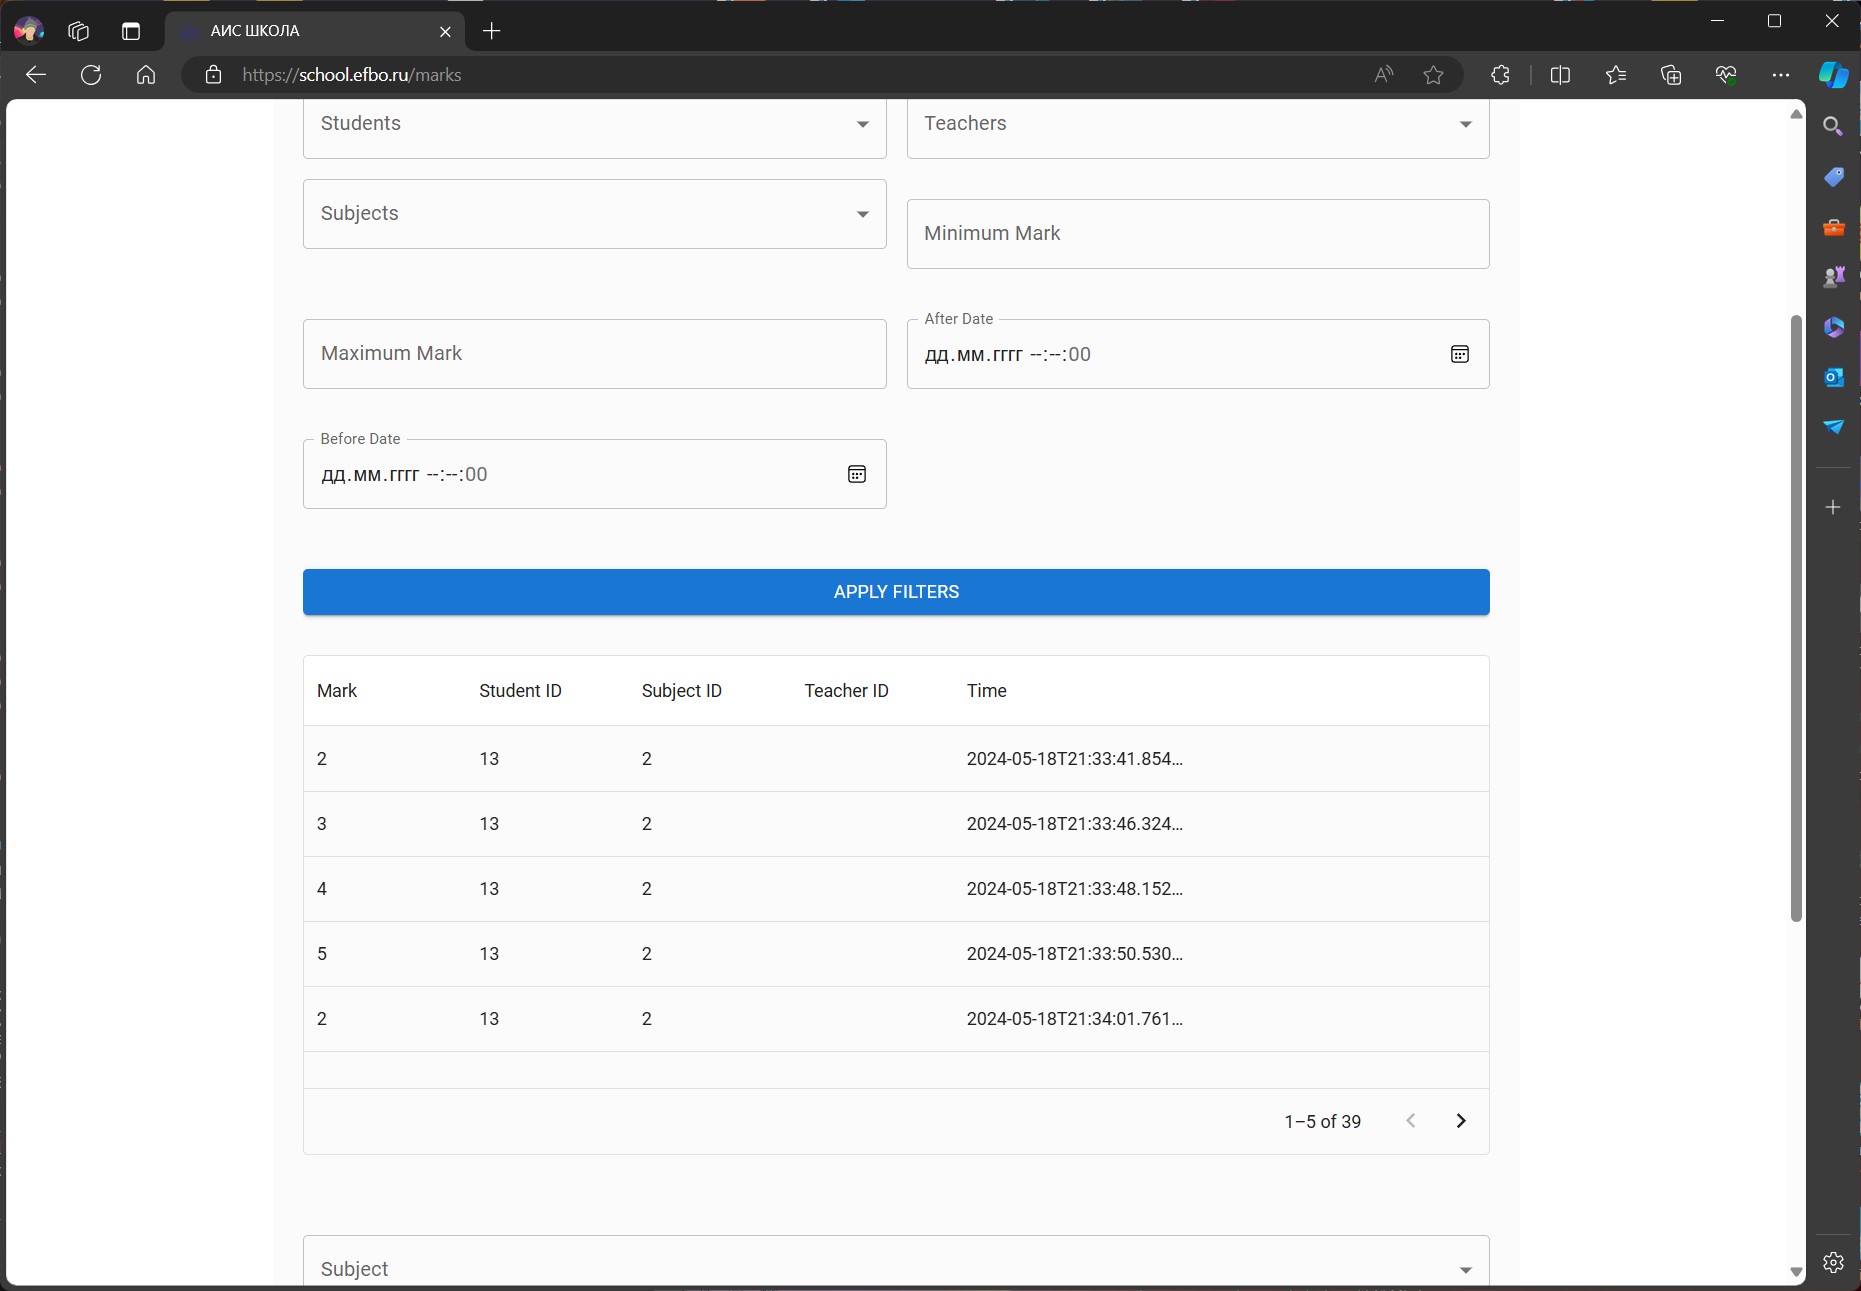 АИС ШКОЛА
https://school.efbo.ru/marks
Students
Teachers
Subjects
Minimum Mark
Maximum Mark
After Date
дд.мм.гггг --:--:00
Before Date
дд.мм.гггг --:--:00
APPLY FILTERS
Mark Student ID Subject ID Teacher ID Time
2 13 2 2024-05-18T21:33:41.854…
3 13 2 2024-05-18T21:33:46.324…
4 13 2 2024-05-18T21:33:48.152…
5 13 2 2024-05-18T21:33:50.530…
2 13 2 2024-05-18T21:34:01.761…
1–5 of 39
Subject